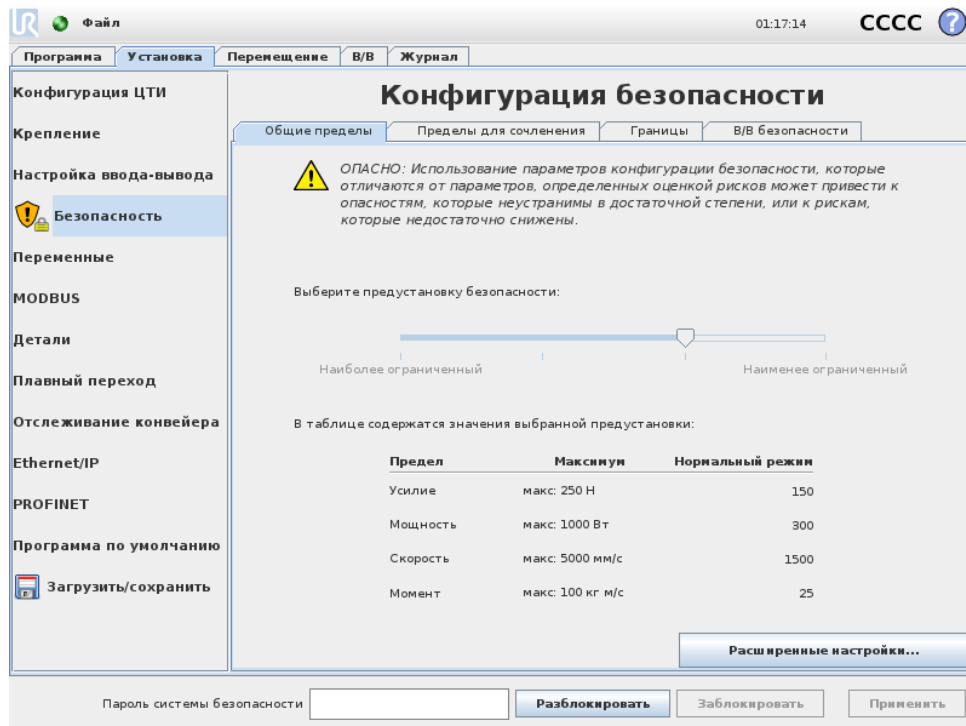 UR
Файл
01:17:14
CCCC
?
Программа
Установка
Перемещение
В/В
Журнал
Конфигурация ЦТИ
Крепление
Настройка ввода-вывода
Безопасность
Переменные
MODBUS
Детали
Плавный переход
Отслеживание конвейера
Ethernet/IP
PROFINET
Программа по умолчанию
Загрузить/сохранить
Конфигурация безопасности
Общие пределы
Пределы для сочленения
Границы
В/В безопасности
ОПАСНО: Использование параметров конфигурации безопасности, которые
отличаются от параметров, определенных оценкой рисков может привести к
опасностям, которые неустранимы в достаточной степени, или к рискам,
которые недостаточно снижены.
Выберите предустановку безопасности:
Наиболее ограниченный
Наименее ограниченный
В таблице содержатся значения выбранной предустановки:
Предел Максимум Нормальный режим
Усилие макс: 250 Н 150
Мощность макс: 1000 Вт 300
Скорость макс: 5000 мм/с 1500
Момент макс: 100 кг м/с 25
Расширенные настройки...
Пароль системы безопасности
Разблокировать
Заблокировать
Применить